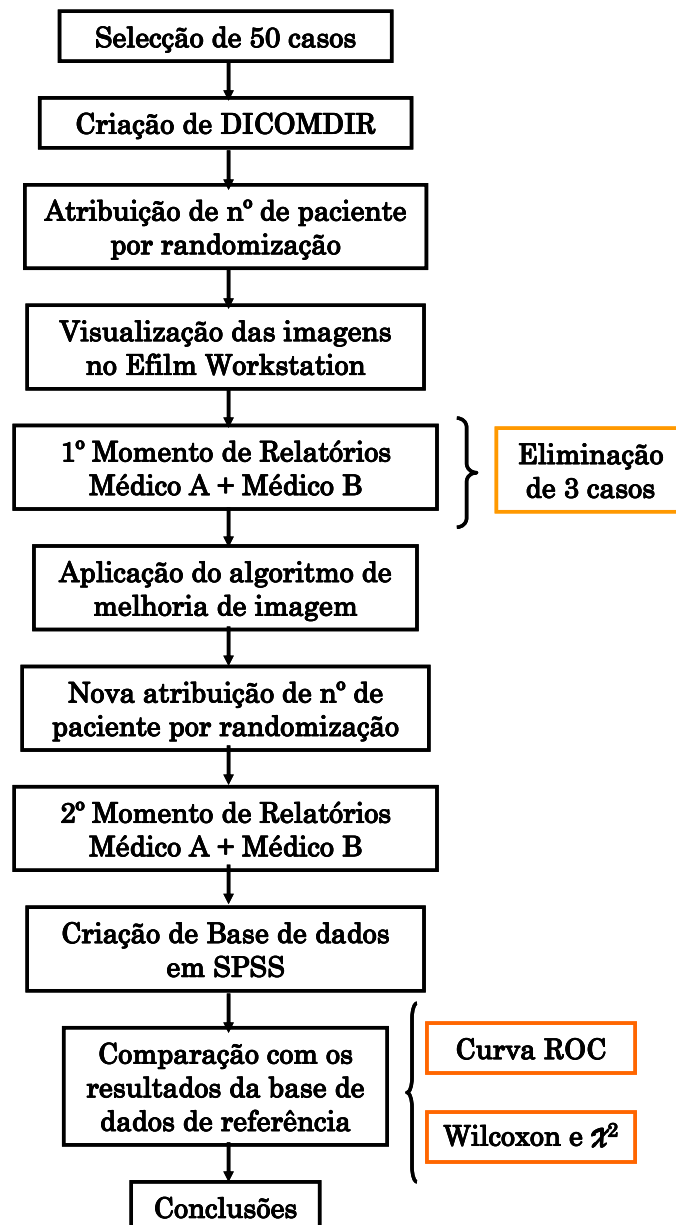 Selecção de 50 casos
Criação de DICOMDIR
Atribuição de nº de paciente
por randomização
Visualização das imagens
no Efilm Workstation
1º Momento de Relatórios
Médico A + Médico B
Eliminação
de 3 casos
Aplicação do algoritmo de
melhoria de imagem
Nova atribuição de nº de
paciente por randomização
2º Momento de Relatórios
Médico A + Médico B
Criação de Base de dados
em SPSS
Comparação com os
resultados da base de
dados de referência
Curva ROC
Wilcoxon e 𝒳²
Conclusões